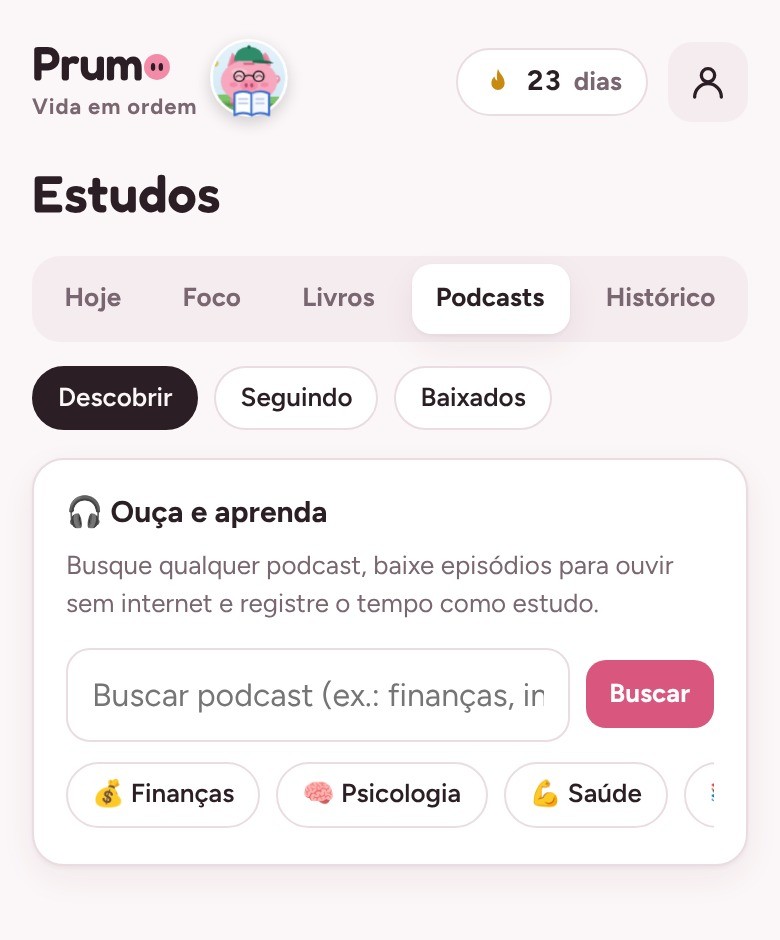 Prumo
Vida em ordem
23 dias
Estudos
Hoje Foco Livros Podcasts Histórico
Descobrir Seguindo Baixados
Ouça e aprenda
Busque qualquer podcast, baixe episódios para ouvir
sem internet e registre o tempo como estudo.
Buscar podcast (ex.: finanças, in
Buscar
Finanças Psicologia Saúde